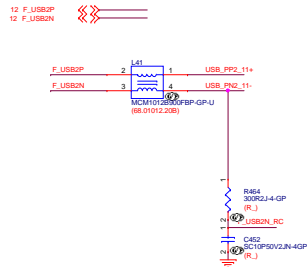 12 F_USB2P
12 F_USB2N
L41
F_USB2P 2 1 USB_PP2_11+
F_USB2N 3 4 USB_PN2_11-
MCM1012B900FBP-GP-U
(68.01012.20B)
1
R464
300R2J-4-GP
(R_)
2
F_USB2N_RC
1
C452
SC10P50V2JN-4GP
2
(R_)